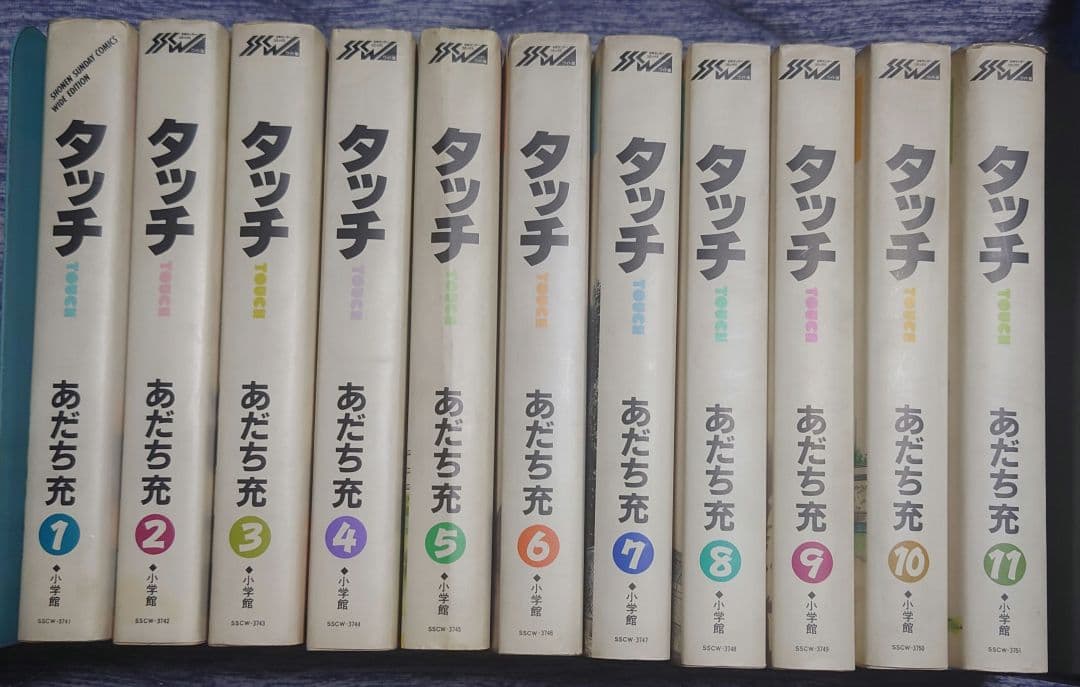 SHONEN SUNDAY COMICS
WIDE EDITION
タッチ
TOUCH
あだち充
1
◆小学館
SSCW-3741
SSW
タッチ
TOUCH
あだち充
2
◆小学館
SSCW-3742
SSW
タッチ
TOUCH
あだち充
3
◆小学館
SSCW-3743
SSW
タッチ
TOUCH
あだち充
4
◆小学館
SSCW-3744
SSW
タッチ
TOUCH
あだち充
5
◆小学館
SSCW-3745
SSW
タッチ
TOUCH
あだち充
6
◆小学館
SSCW-3746
SSW
タッチ
TOUCH
あだち充
7
◆小学館
SSCW-3747
SSW
タッチ
TOUCH
あだち充
8
◆小学館
SSCW-3748
SSW
タッチ
TOUCH
あだち充
9
◆小学館
SSCW-3749
SSW
タッチ
TOUCH
あだち充
10
◆小学館
SSCW-3750
SSW
タッチ
TOUCH
あだち充
11
◆小学館
SSCW-3751